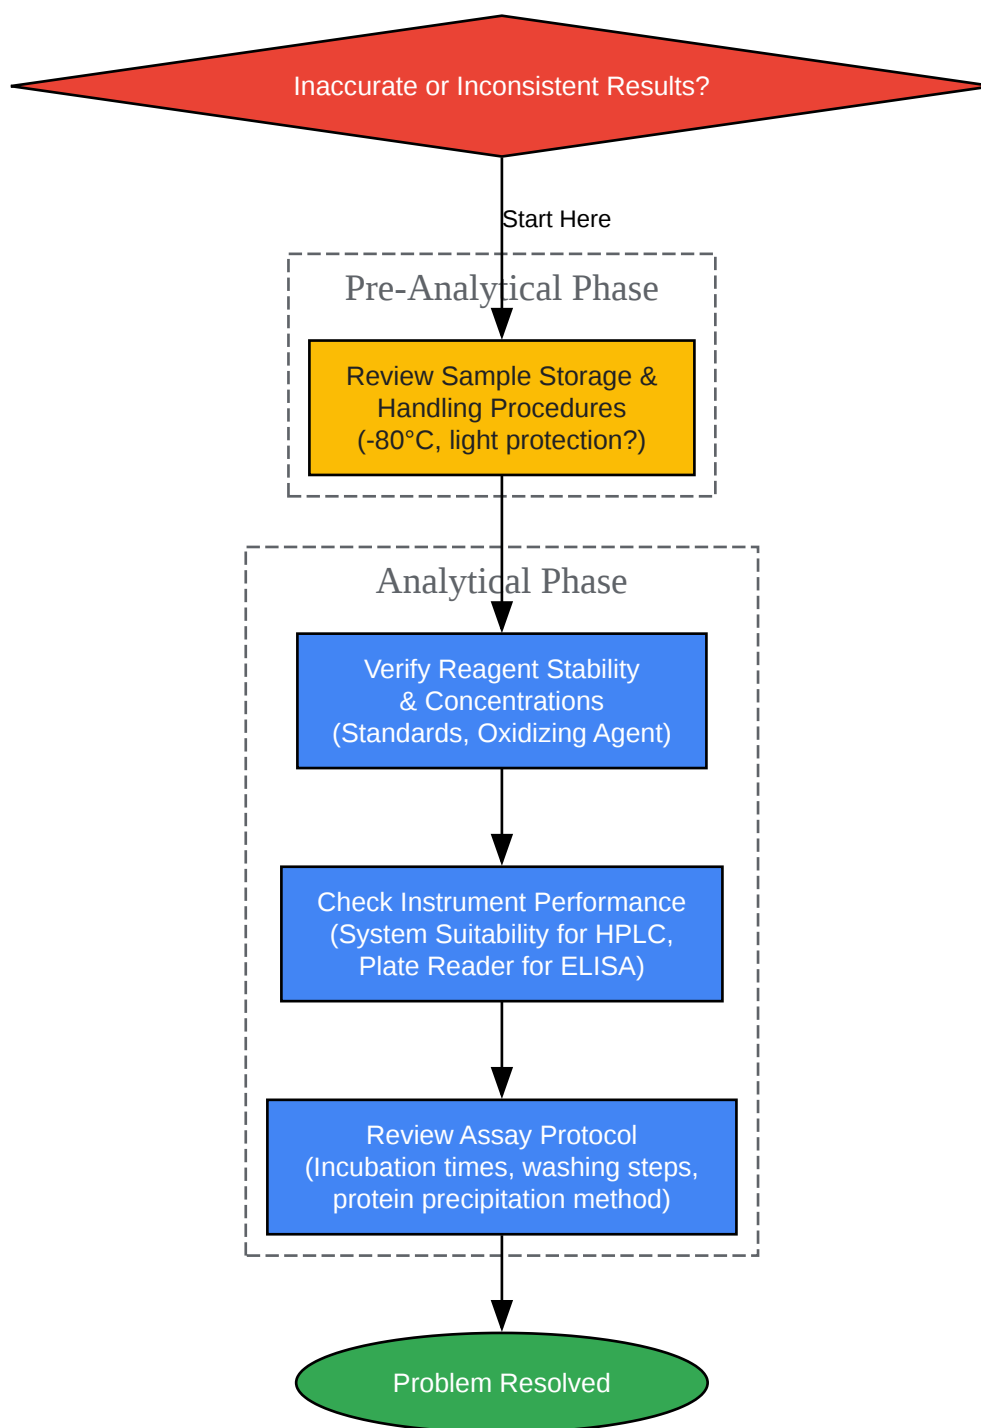 Inaccurate or Inconsistent Results?
Start Here
Pre-Analytical Phase
Review Sample Storage &
Handling Procedures
(-80°C, light protection?)
Analytical Phase
Verify Reagent Stability
& Concentrations
(Standards, Oxidizing Agent)
Check Instrument Performance
(System Suitability for HPLC,
Plate Reader for ELISA)
Review Assay Protocol
(Incubation times, washing steps,
protein precipitation method)
Problem Resolved